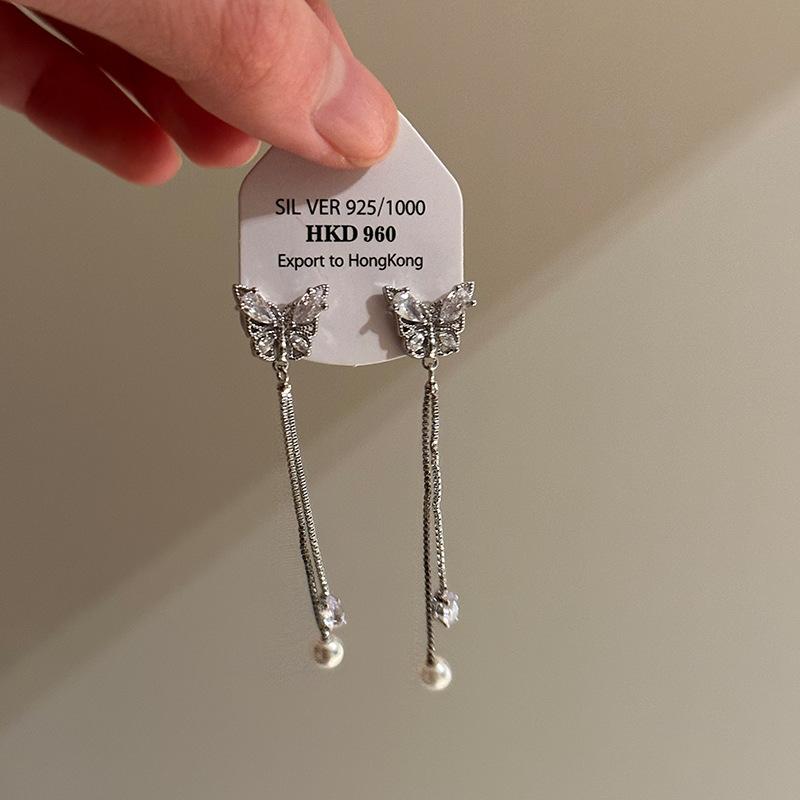 SIL VER 925/1000
HKD 960
Export to HongKong